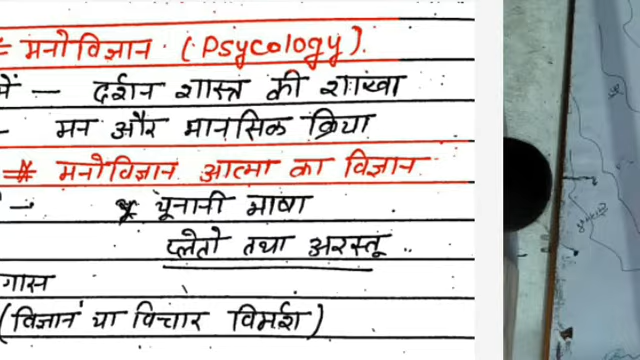 = मनोविज्ञान (Psycology).
में - दर्शन शास्त्र की शाखा
- मन और मानसिक क्रिया
=> * मनोविज्ञान आत्मा का विज्ञान
-> * यूनानी भाषा
प्लेतो तथा अरस्तू ..
गास
(विज्ञान या विचार विमर्श)